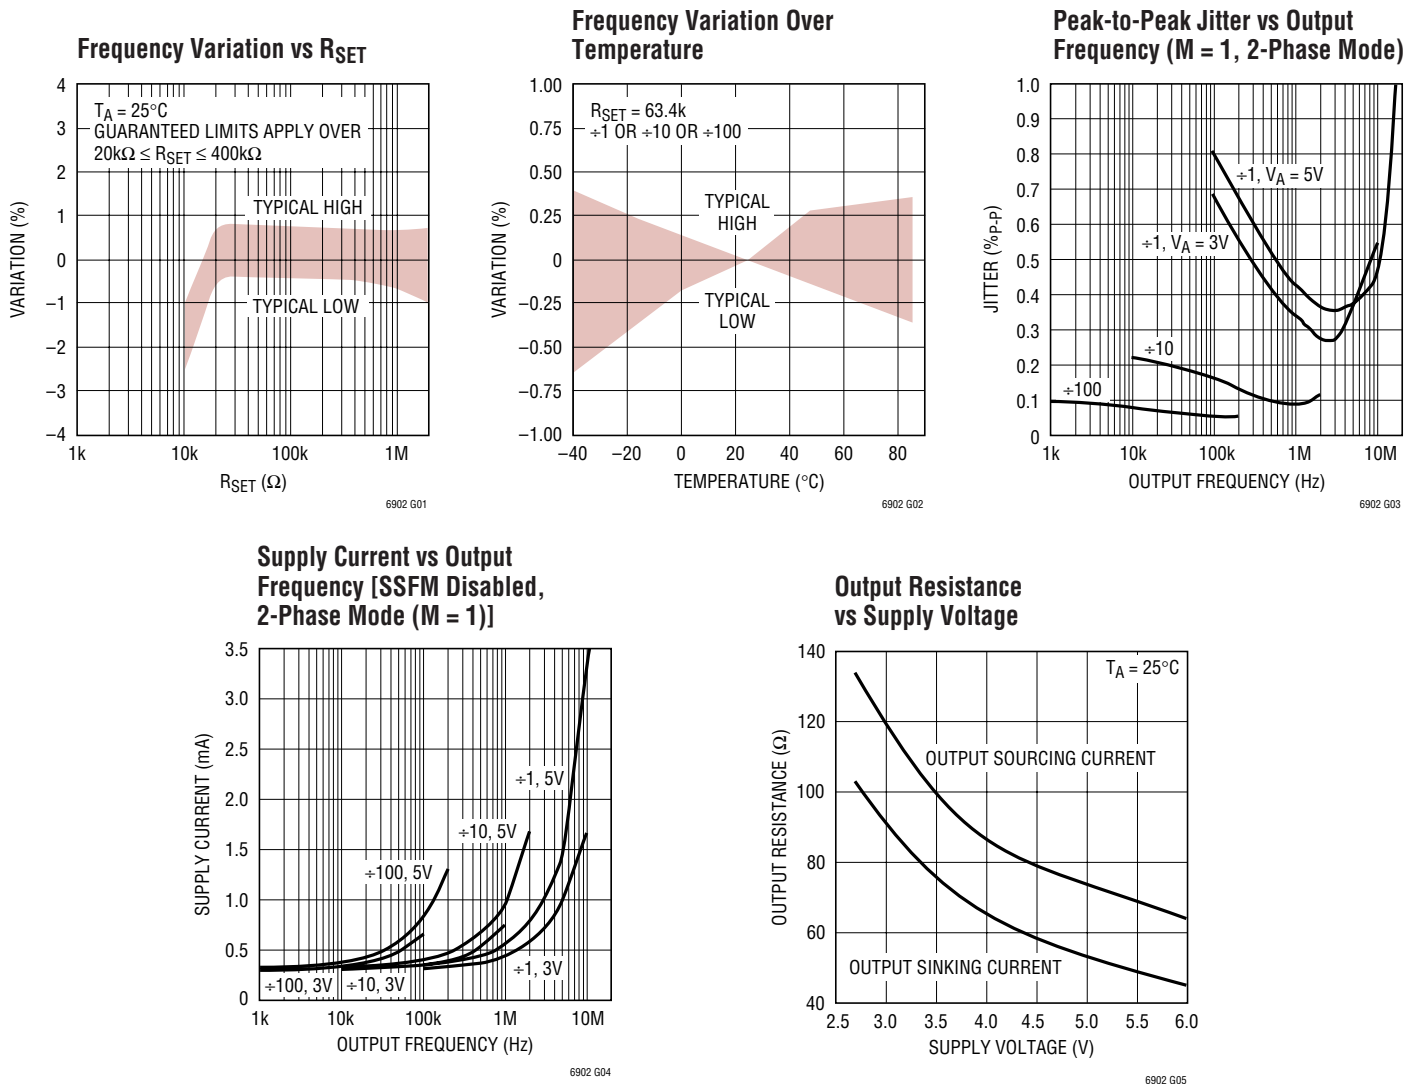 Frequency Variation vs RSET
4
3
2
1
0
–1
–2
–3
–4
VARIATION (%)
TA = 25°C
GUARANTEED LIMITS APPLY OVER
20kΩ ≤ RSET ≤ 400kΩ
TYPICAL HIGH
TYPICAL LOW
1k 10k 100k 1M
RSET (Ω)
6902 G01
Frequency Variation Over
Temperature
1.00
0.75
0.50
0.25
0
–0.25
–0.50
–0.75
–1.00
VARIATION (%)
RSET = 63.4k
÷1 OR ÷10 OR ÷100
TYPICAL
HIGH
TYPICAL
LOW
–40 –20 0 20 40 60 80
TEMPERATURE (°C)
6902 G02
Peak-to-Peak Jitter vs Output
Frequency (M = 1, 2-Phase Mode)
1.0
0.9
0.8
0.7
0.6
0.5
0.4
0.3
0.2
0.1
0
JITTER (%P-P)
÷1, VA = 5V
÷1, VA = 3V
÷10
÷100
1k 10k 100k 1M 10M
OUTPUT FREQUENCY (Hz)
6902 G03
Supply Current vs Output
Frequency [SSFM Disabled,
2-Phase Mode (M = 1)]
3.5
3.0
2.5
2.0
1.5
1.0
0.5
0
SUPPLY CURRENT (mA)
÷1, 5V
÷10, 5V
÷100, 5V
÷1, 3V
÷100, 3V
÷10, 3V
1k 10k 100k 1M 10M
OUTPUT FREQUENCY (Hz)
6902 G04
Output Resistance
vs Supply Voltage
140
120
100
80
60
40
OUTPUT RESISTANCE (Ω)
TA = 25°C
OUTPUT SOURCING CURRENT
OUTPUT SINKING CURRENT
2.5 3.0 3.5 4.0 4.5 5.0 5.5 6.0
SUPPLY VOLTAGE (V)
6902 G05